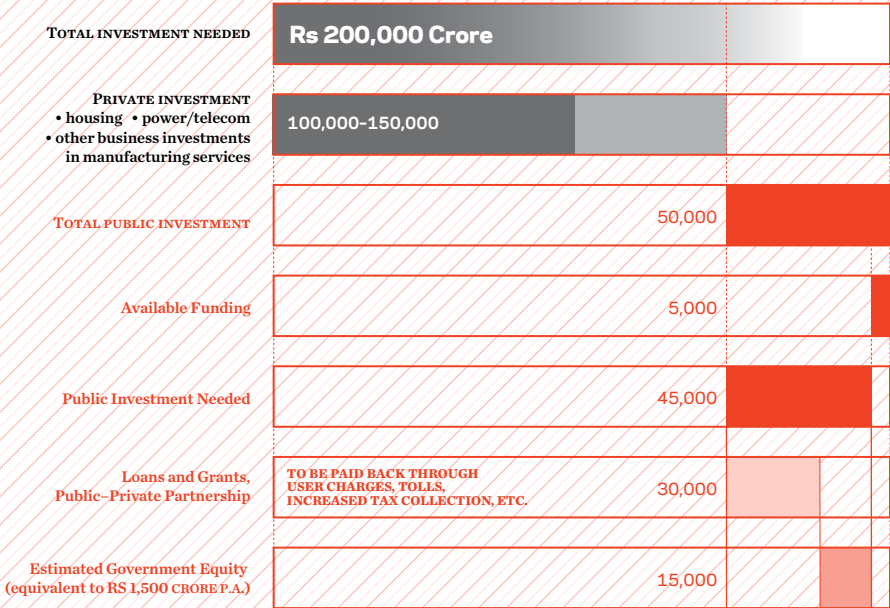 TOTAL INVESTMENT NEEDED
Rs 200,000 Crore
PRIVATE INVESTMENT
• housing • power/telecom
• other business investments
in manufacturing services
100,000-150,000
TOTAL PUBLIC INVESTMENT
50,000
Available Funding
5,000
Public Investment Needed
45,000
Loans and Grants,
Public–Private Partnership
TO BE PAID BACK THROUGH
USER CHARGES, TOLLS,
INCREASED TAX COLLECTION, ETC.
30,000
Estimated Government Equity
(equivalent to RS 1,500 CRORE P.A.)
15,000